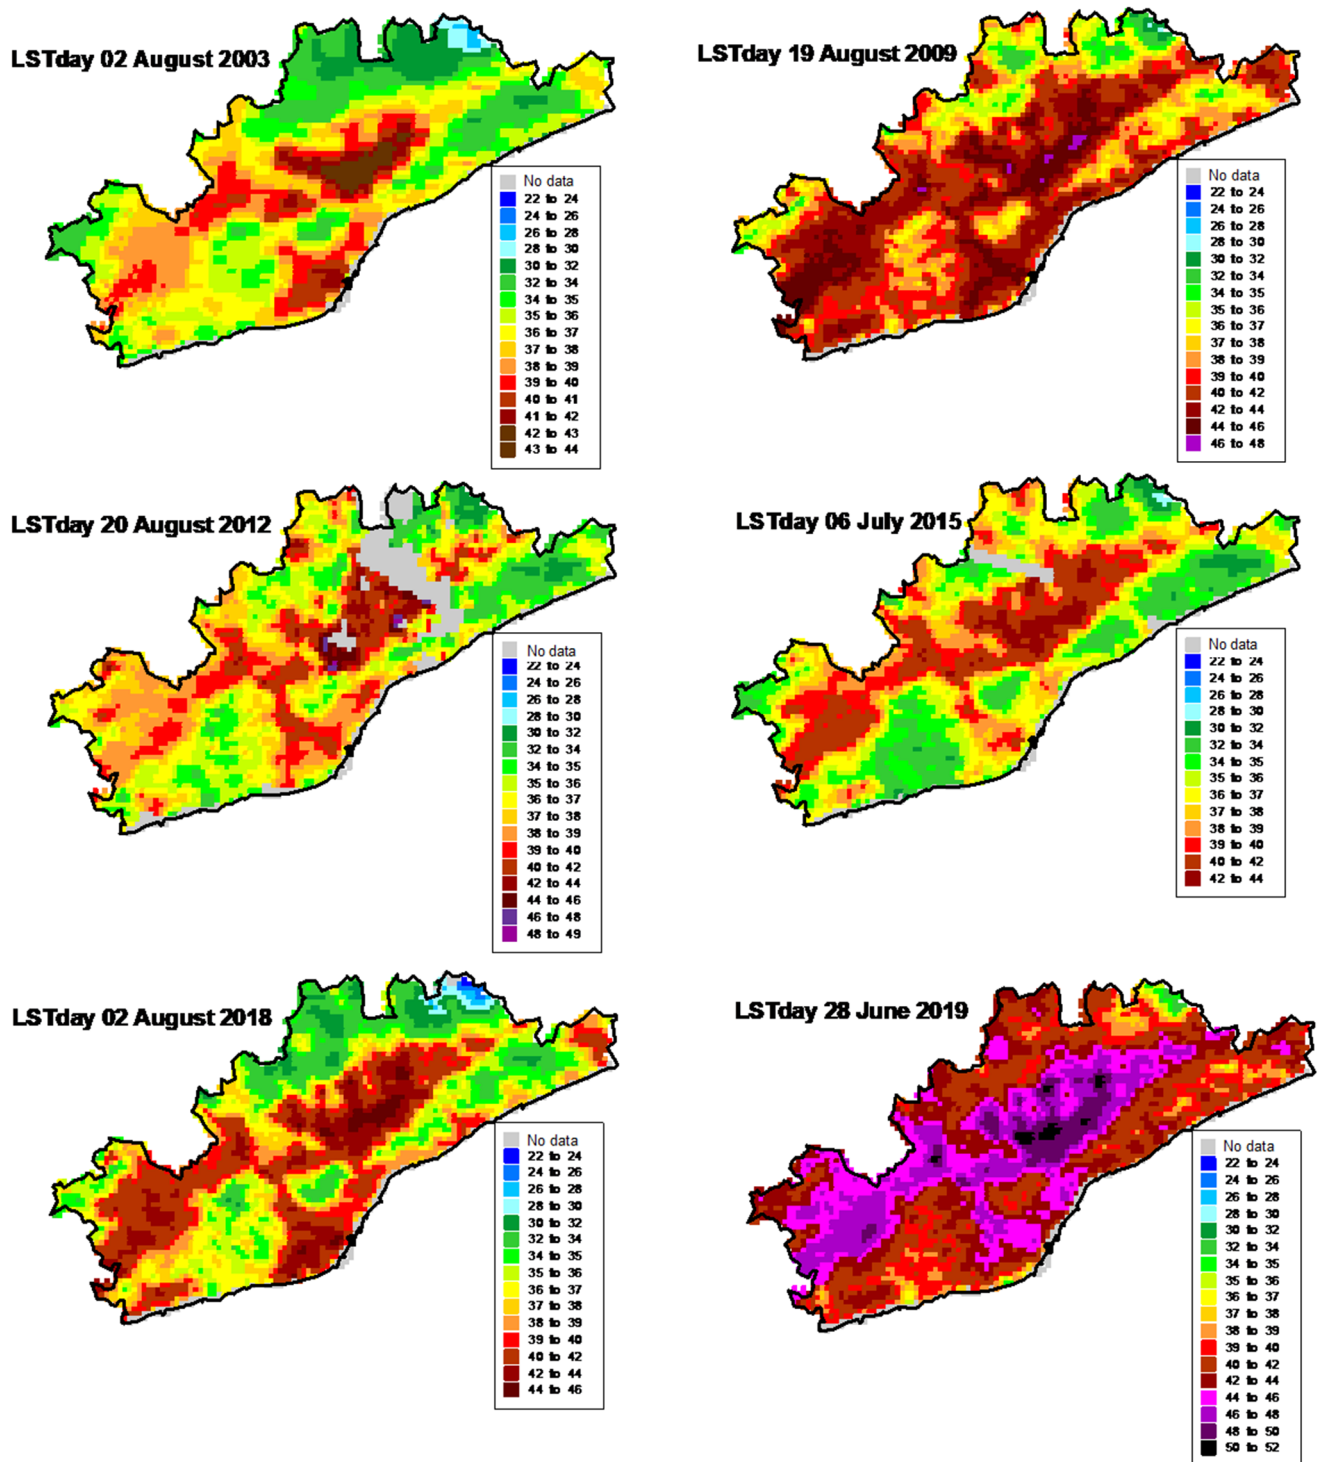 LSTday 02 August 2003
No data
22 to 24
24 to 26
26 to 28
28 to 30
30 to 32
32 to 34
34 to 35
35 to 36
36 to 37
37 to 38
38 to 39
39 to 40
40 to 41
41 to 42
42 to 43
43 to 44
LSTday 19 August 2009
No data
22 to 24
24 to 26
26 to 28
28 to 30
30 to 32
32 to 34
34 to 35
35 to 36
36 to 37
37 to 38
38 to 39
39 to 40
40 to 42
42 to 44
44 to 46
46 to 48
LSTday 20 August 2012
No data
22 to 24
24 to 26
26 to 28
28 to 30
30 to 32
32 to 34
34 to 35
35 to 36
36 to 37
37 to 38
38 to 39
39 to 40
40 to 42
42 to 44
44 to 46
46 to 48
48 to 49
LSTday 06 July 2015
No data
22 to 24
24 to 26
26 to 28
28 to 30
30 to 32
32 to 34
34 to 35
35 to 36
36 to 37
37 to 38
38 to 39
39 to 40
40 to 42
42 to 44
LSTday 02 August 2018
No data
22 to 24
24 to 26
26 to 28
28 to 30
30 to 32
32 to 34
34 to 35
35 to 36
36 to 37
37 to 38
38 to 39
39 to 40
40 to 42
42 to 44
44 to 46
LSTday 28 June 2019
No data
22 to 24
24 to 26
26 to 28
28 to 30
30 to 32
32 to 34
34 to 35
35 to 36
36 to 37
37 to 38
38 to 39
39 to 40
40 to 42
42 to 44
44 to 46
46 to 48
48 to 50
50 to 52